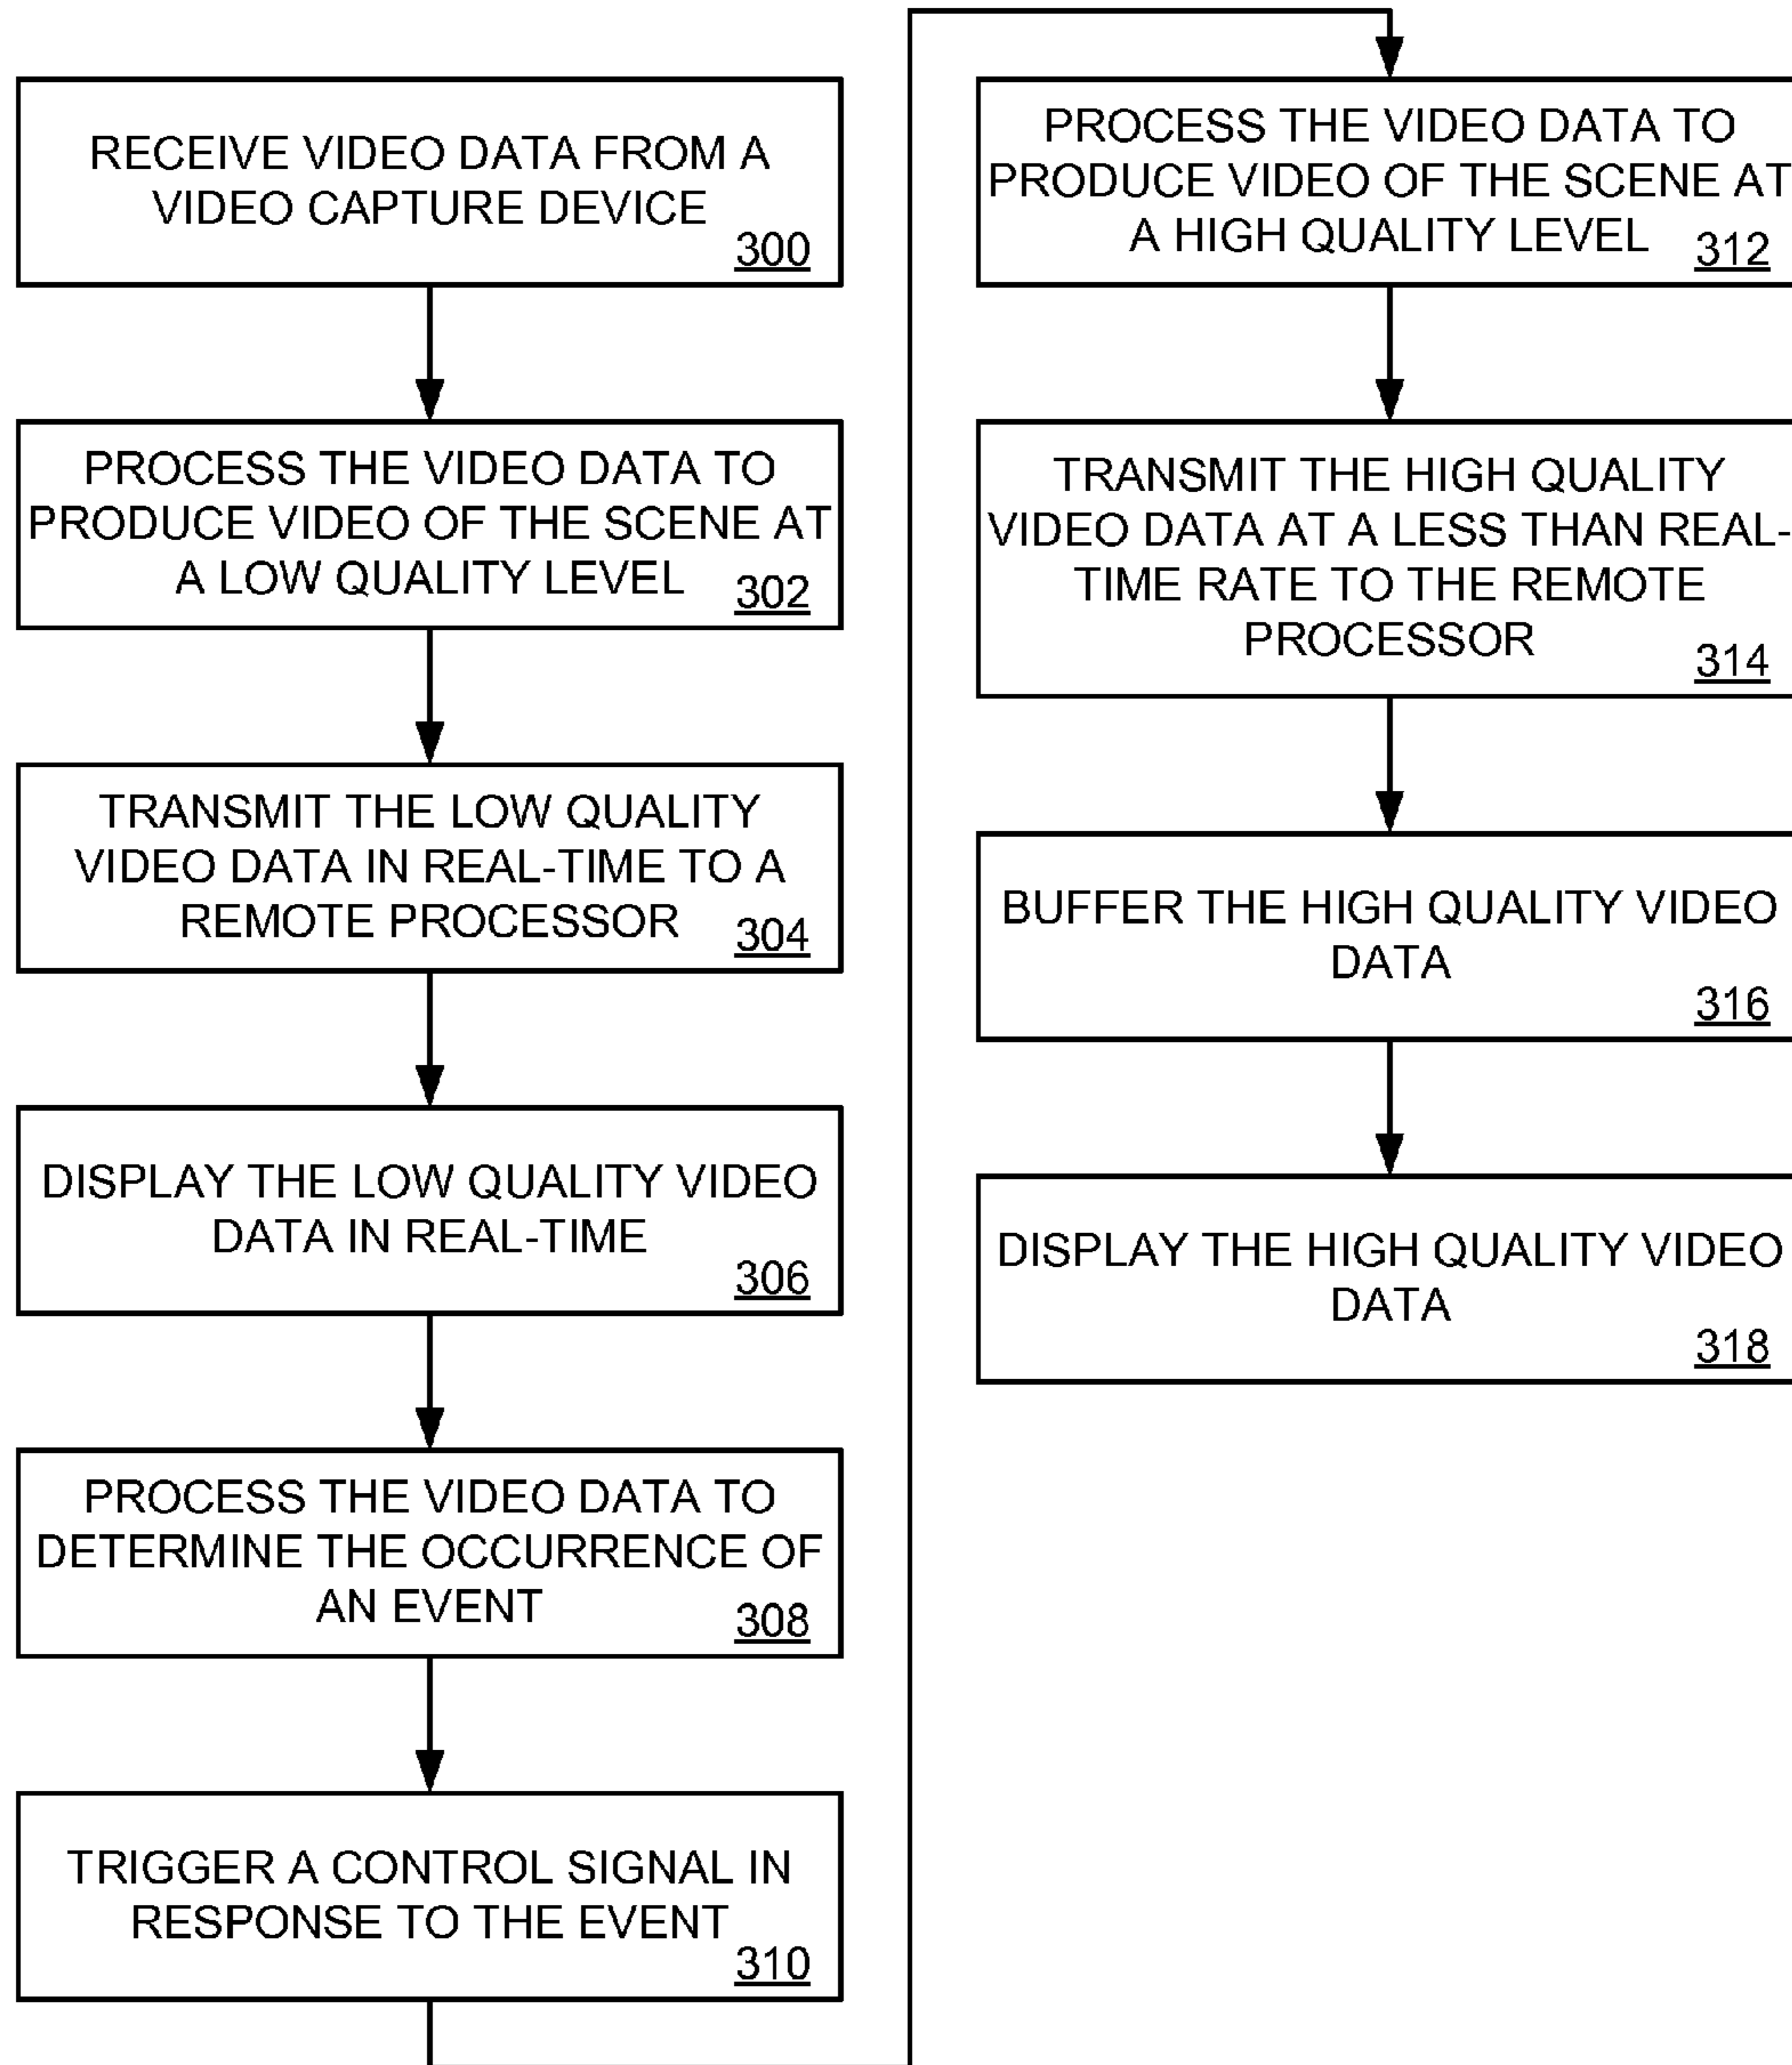 RECEIVE VIDEO DATA FROM A
VIDEO CAPTURE DEVICE
300
PROCESS THE VIDEO DATA TO
PRODUCE VIDEO OF THE SCENE AT
A LOW QUALITY LEVEL
302
TRANSMIT THE LOW QUALITY
VIDEO DATA IN REAL-TIME TO A
REMOTE PROCESSOR
304
DISPLAY THE LOW QUALITY VIDEO
DATA IN REAL-TIME
306
PROCESS THE VIDEO DATA TO
DETERMINE THE OCCURRENCE OF
AN EVENT
308
TRIGGER A CONTROL SIGNAL IN
RESPONSE TO THE EVENT
310
PROCESS THE VIDEO DATA TO
PRODUCE VIDEO OF THE SCENE AT
A HIGH QUALITY LEVEL
312
TRANSMIT THE HIGH QUALITY
VIDEO DATA AT A LESS THAN REAL-
TIME RATE TO THE REMOTE
PROCESSOR
314
BUFFER THE HIGH QUALITY VIDEO
DATA
316
DISPLAY THE HIGH QUALITY VIDEO
DATA
318